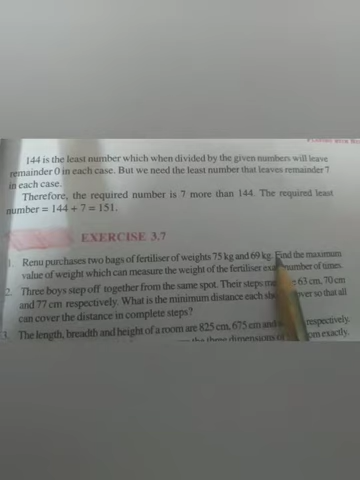 144 is the least number which when divided by the given numbers will leave
remainder 0 in each case. But we need the least number that leaves remainder 7
in each case.
Therefore, the required number is 7 more than 144. The required least
number = 144 + 7 = 151.
EXERCISE 3.7
1. Renu purchases two bags of fertiliser of weights 75 kg and 69 kg. Find the maximum
value of weight which can measure the weight of the fertiliser exact number of times.
2. Three boys step off together from the same spot. Their steps 63 cm, 70 cm
and 77 cm respectively. What is the minimum distance each so that all
can cover the distance in complete steps?
3. The length, breadth and height of a room are 825 cm, 675 cm and respectively.
the three dimensions of exactly.